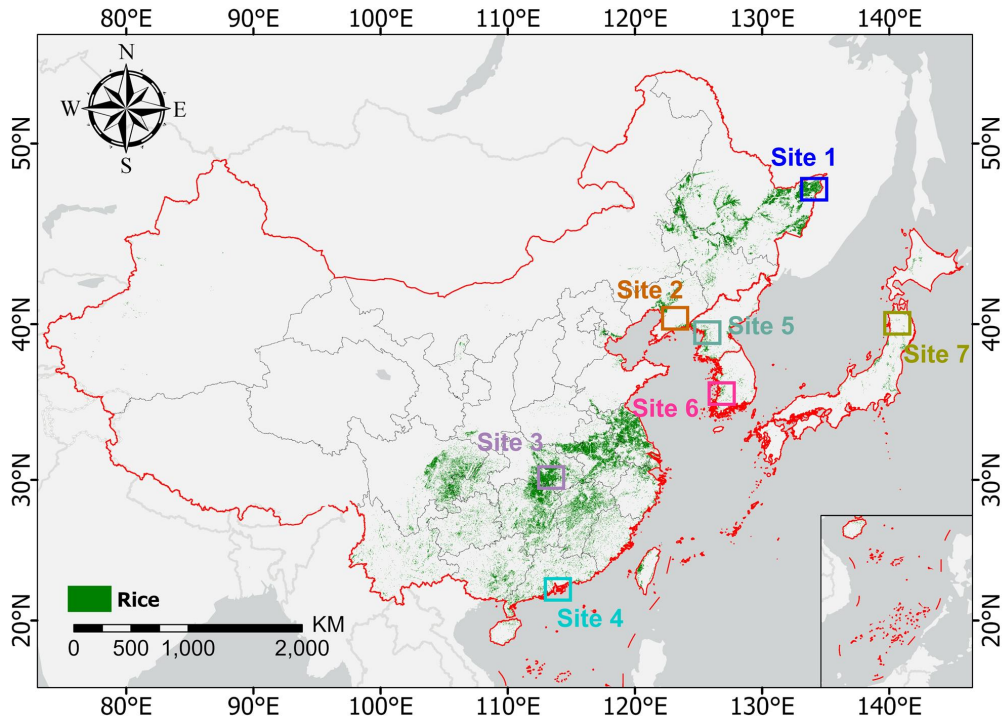 80°E 90°E 100°E 110°E 120°E 130°E 140°E
N
W E
S
50°N 50°N
Site 1
Site 2
40°N 40°N
Site 5
Site 7
Site 6
Site 3
30°N 30°N
Rice
Site 4
KM
20°N 20°N
0 500 1,000 2,000
80°E 90°E 100°E 110°E 120°E 130°E 140°E